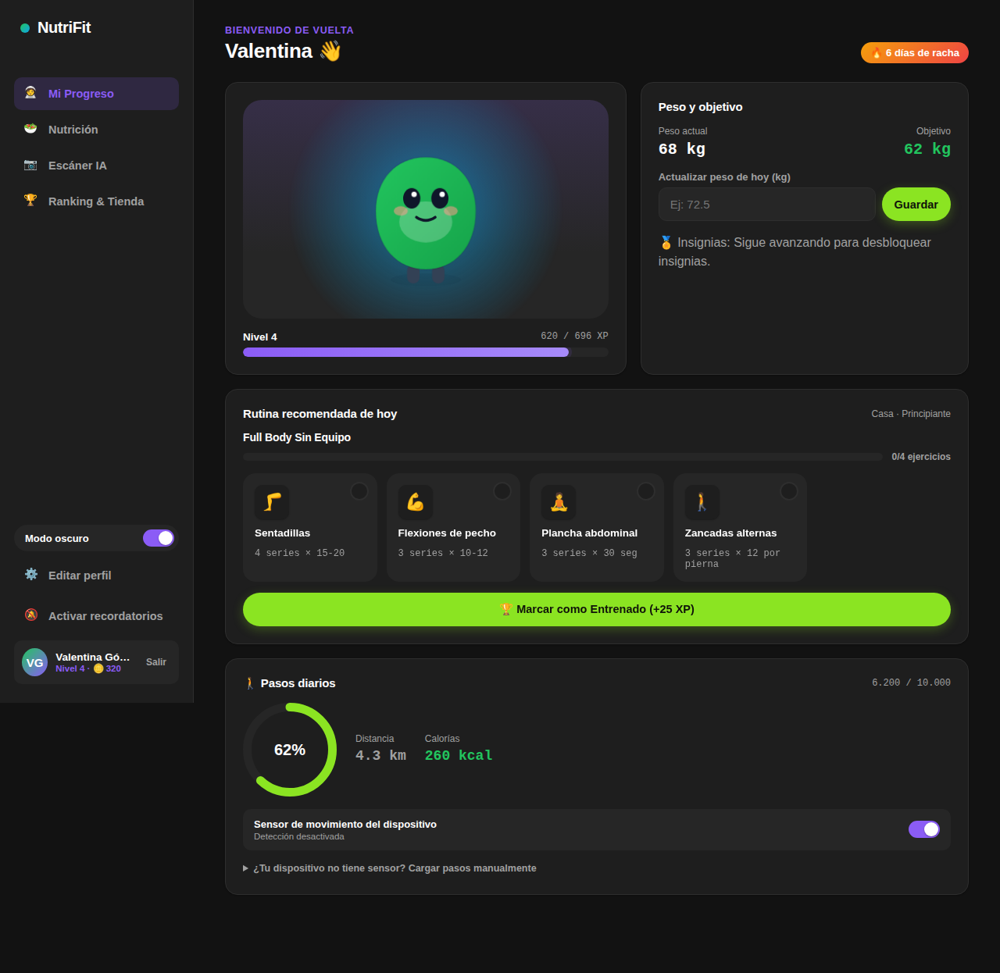 NutriFit
Mi Progreso
Nutrición
Escáner IA
Ranking & Tienda
Modo oscuro
Editar perfil
Activar recordatorios
VG
Valentina Gó…
Nivel 4 · 🪙 320
Salir
BIENVENIDO DE VUELTA
Valentina 👋
🔥 6 días de racha
Nivel 4
620 / 696 XP
Peso y objetivo
Peso actual
Objetivo
68 kg
62 kg
Actualizar peso de hoy (kg)
Ej: 72.5
Guardar
🏅 Insignias: Sigue avanzando para desbloquear
insignias.
Rutina recomendada de hoy
Casa · Principiante
Full Body Sin Equipo
0/4 ejercicios
Sentadillas
4 series × 15-20
Flexiones de pecho
3 series × 10-12
Plancha abdominal
3 series × 30 seg
Zancadas alternas
3 series × 12 por
pierna
🏆 Marcar como Entrenado (+25 XP)
🚶 Pasos diarios
6.200 / 10.000
62%
Distancia
4.3 km
Calorías
260 kcal
Sensor de movimiento del dispositivo
Detección desactivada
¿Tu dispositivo no tiene sensor? Cargar pasos manualmente